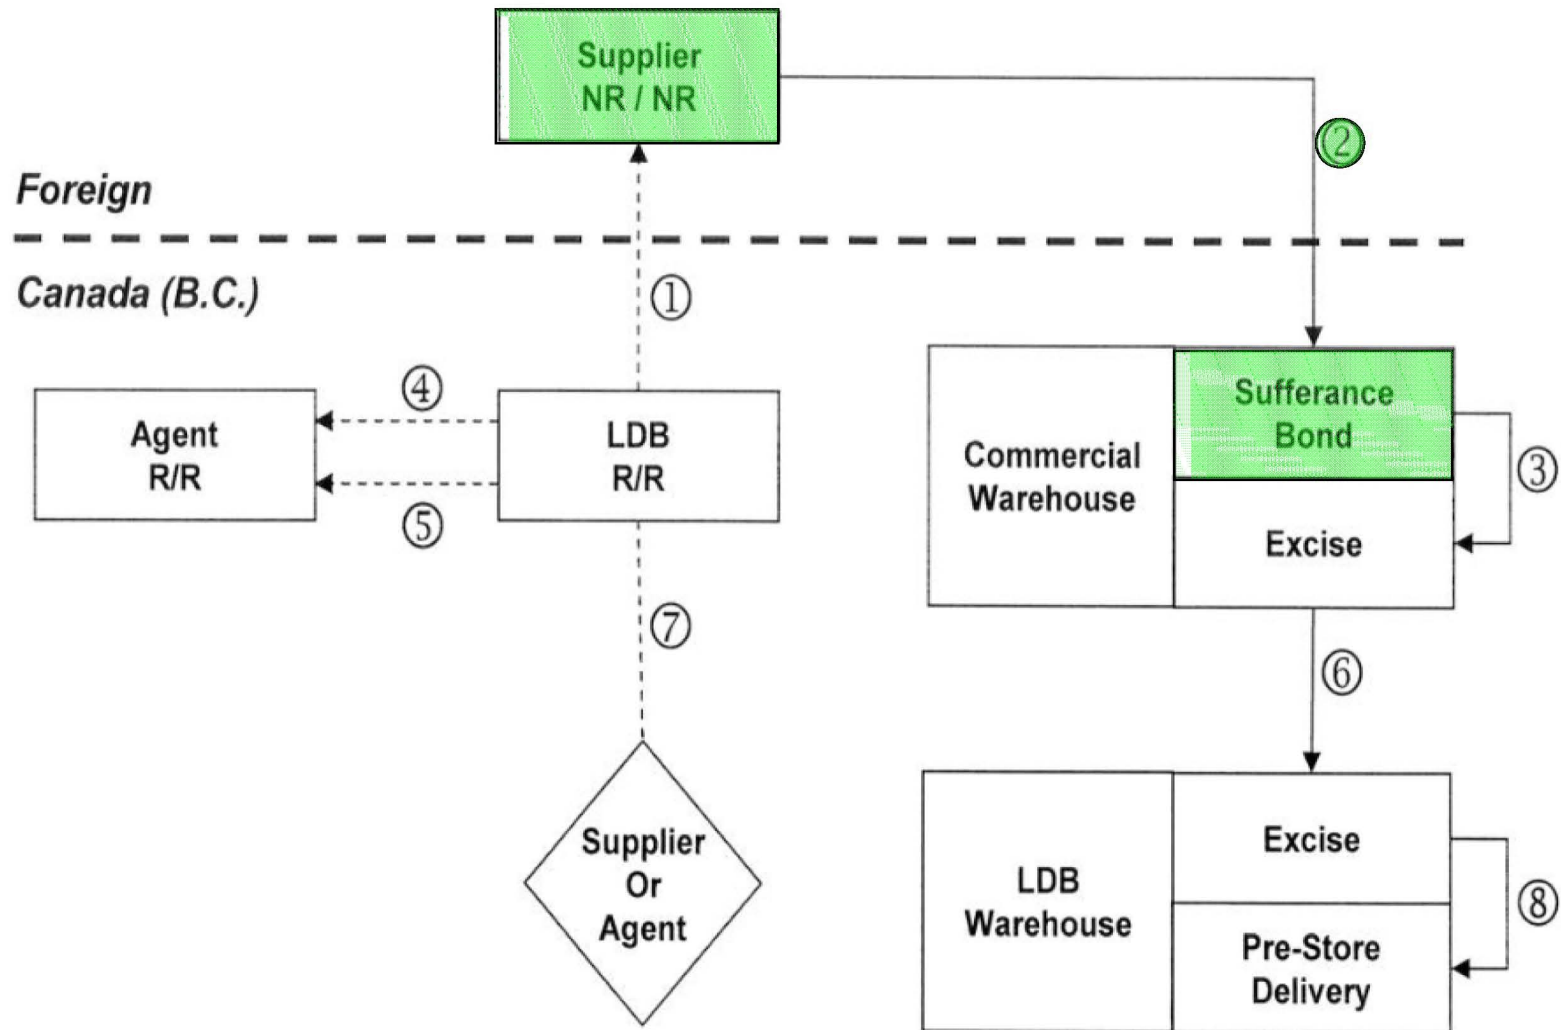 Supplier
NR / NR
②
Foreign
Canada (B.C.)
①
④
Agent
R/R
LDB
R/R
⑤
Commercial
Warehouse
Sufferance
Bond
③
Excise
⑦
⑥
Supplier
Or
Agent
LDB
Warehouse
Excise
⑧
Pre-Store
Delivery